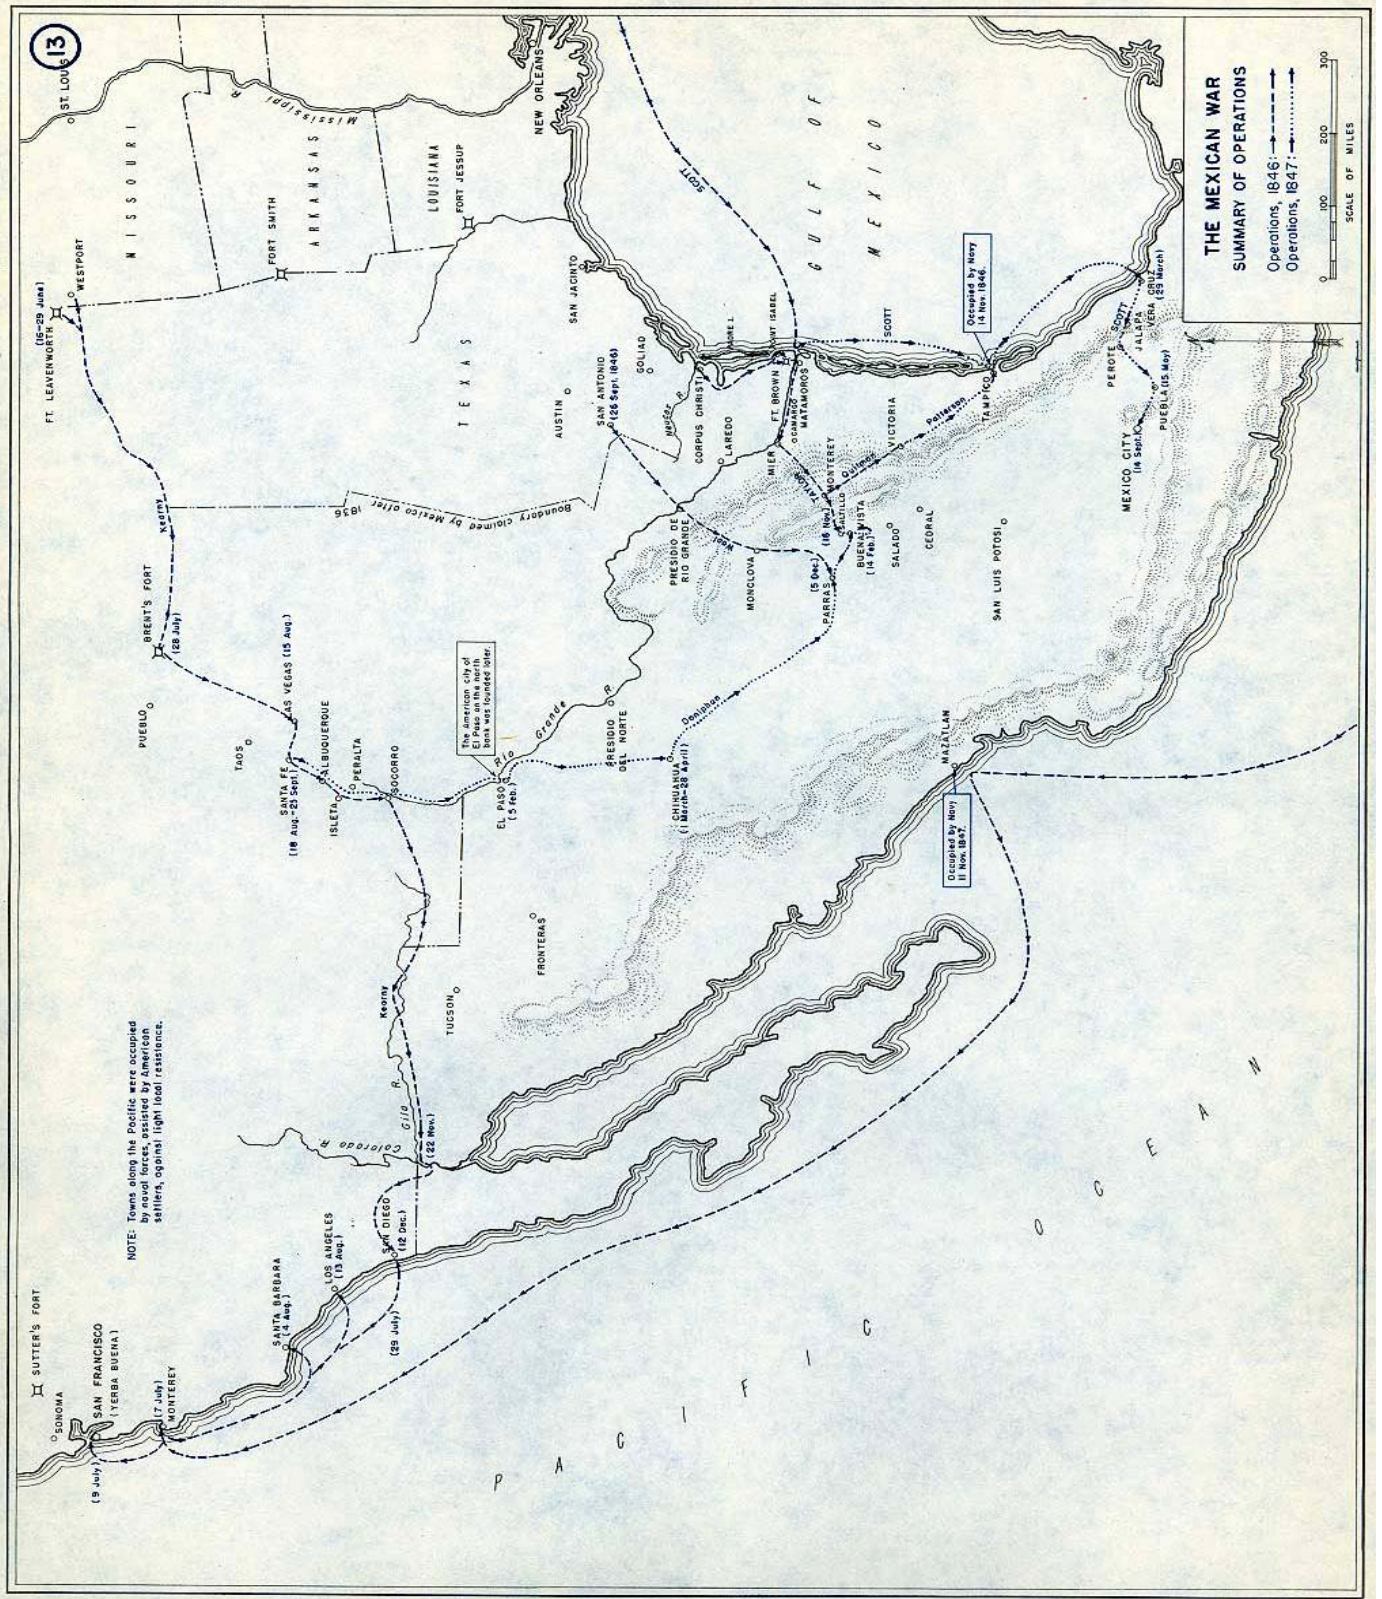 13
THE MEXICAN WAR
SUMMARY OF OPERATIONS
Operations, 1846:
Operations, 1847:
0 100 200 300
SCALE OF MILES
NOTE: Towns along the Pacific were occupied
by naval forces, assisted by American
settlers, against light local resistance.
SUTTER'S FORT
SONOMA
SAN FRANCISCO
(YERBA BUENA)
(9 July)
(7 July)
MONTEREY
SANTA BARBARA
(4 Aug.)
LOS ANGELES
(13 Aug.)
SAN DIEGO
(12 Dec.)
(29 July)
(22 Nov.)
Colorado R.
Gila R.
Kearny
TUCSON
FRONTERAS
PUEBLO
TAOS
BRENT'S FORT
(28 July)
LAS VEGAS (15 Aug.)
SANTA FE
(18 Aug.-25 Sept.)
ALBUQUERQUE
ISLETA
PERALTA
SOCORRO
EL PASO
(5 Feb.)
The American city of
El Paso on the north
bank was founded later.
Rio Grande R.
PRESIDIO
DEL NORTE
CHIHUAHUA
(1 March-28 April)
Doniphan
Kearny
FT. LEAVENWORTH
(16-29 June)
WESTPORT
ST. LOUIS
MISSOURI
Mississippi R
FORT SMITH
ARKANSAS
LOUISIANA
FORT JESSUP
NEW ORLEANS
TEXAS
Boundary claimed by Mexico after 1836
AUSTIN
SAN ANTONIO
(26 Sept. 1846)
SAN JACINTO
GOLIAD
Nueces R.
CORPUS CHRISTI
LAREDO
PADRE I.
POINT ISABEL
FT. BROWN
MATAMOROS
CAMARGO
MIER
PRESIDIO DE
RIO GRANDE
Wool
MONCLOVA
PARRAS
(5 Dec.)
TAYLOR
MONTEREY
(16 Nov.)
SALTILLO
BUENA VISTA
(14 Feb.)
Quitman
VICTORIA
Patterson
SALADO
CEDRAL
SAN LUIS POTOSI
TAMPICO
Occupied by Navy
14 Nov. 1846.
SCOTT
SCOTT
GULF OF
MEXICO
MAZATLAN
Occupied by Navy
11 Nov. 1847.
MEXICO CITY
(14 Sept.)
PUEBLA (15 May)
PEROTE
JALAPA
SCOTT
VERA CRUZ
(29 March)
N
PACIFIC OCEAN